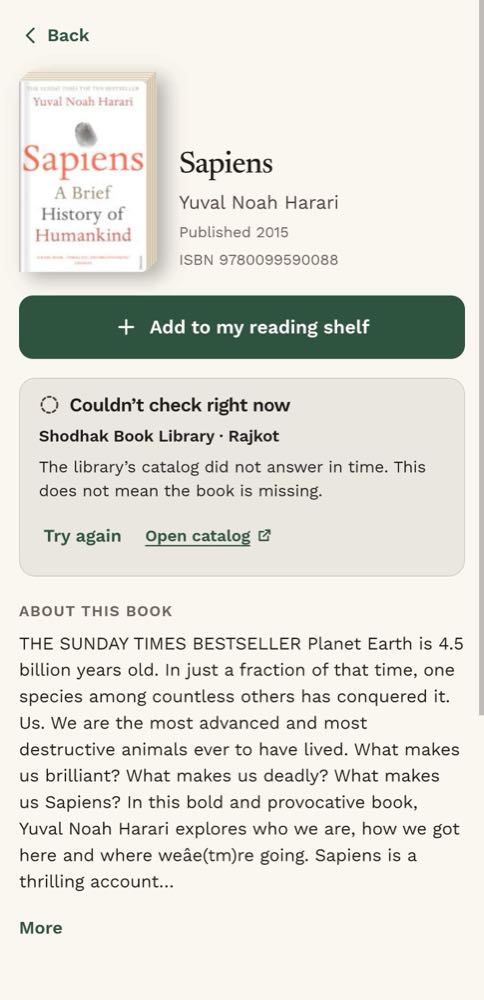 Back
THE SUNDAY TIMES TOP TEN BESTSELLER
Yuval Noah Harari
Sapiens
A Brief
History of
Humankind
Sapiens
Yuval Noah Harari
Published 2015
ISBN 9780099590088
+ Add to my reading shelf
Couldn’t check right now
Shodhak Book Library · Rajkot
The library’s catalog did not answer in time. This
does not mean the book is missing.
Try again Open catalog
ABOUT THIS BOOK
THE SUNDAY TIMES BESTSELLER Planet Earth is 4.5
billion years old. In just a fraction of that time, one
species among countless others has conquered it.
Us. We are the most advanced and most
destructive animals ever to have lived. What makes
us brilliant? What makes us deadly? What makes
us Sapiens? In this bold and provocative book,
Yuval Noah Harari explores who we are, how we got
here and where weâe(tm)re going. Sapiens is a
thrilling account…
More